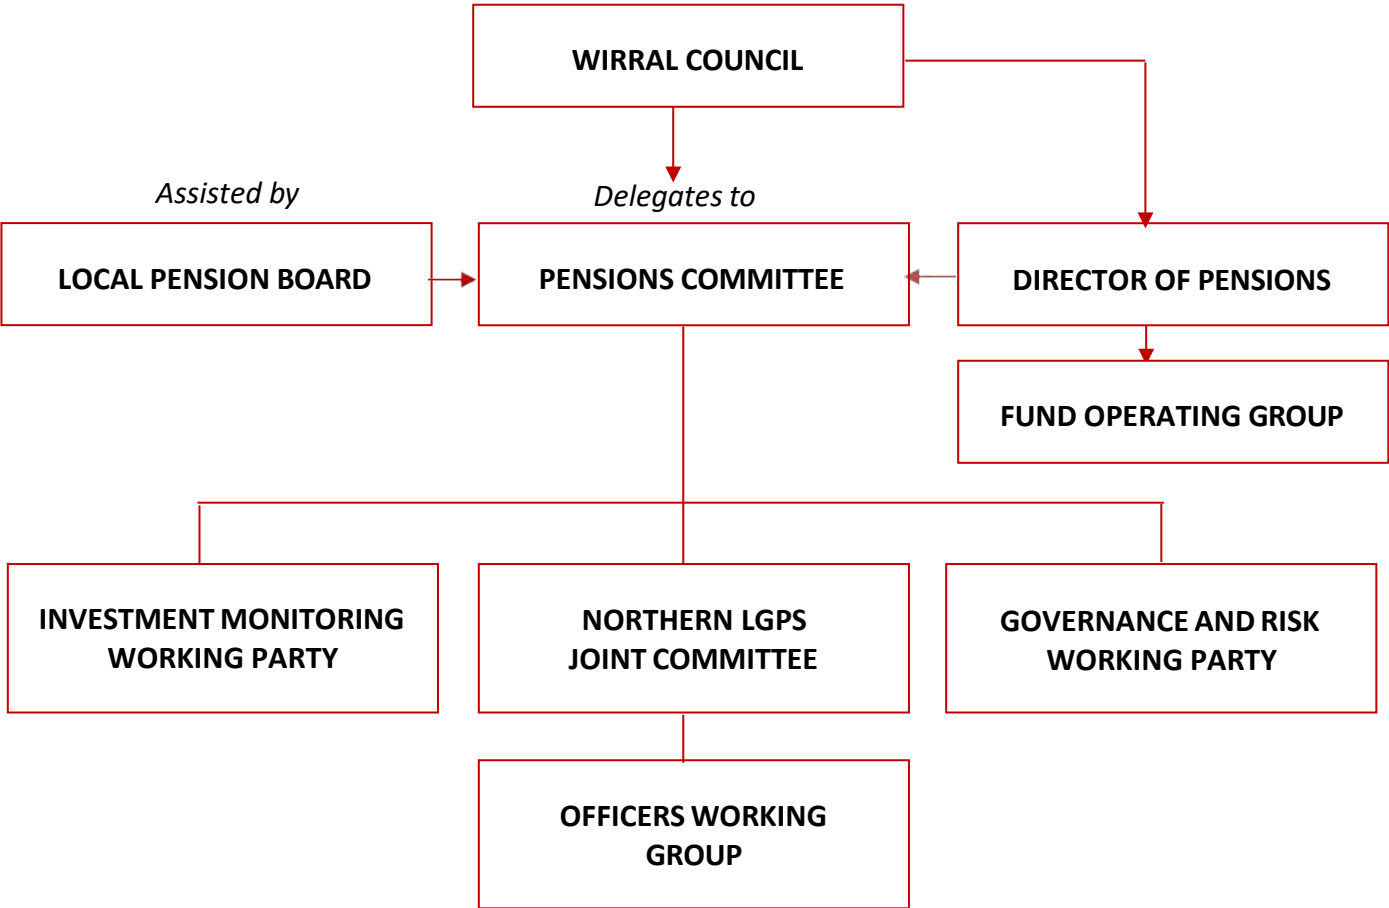 WIRRAL COUNCIL
Assisted by
Delegates to
LOCAL PENSION BOARD
PENSIONS COMMITTEE
DIRECTOR OF PENSIONS
FUND OPERATING GROUP
INVESTMENT MONITORING
WORKING PARTY
NORTHERN LGPS
JOINT COMMITTEE
GOVERNANCE AND RISK
WORKING PARTY
OFFICERS WORKING
GROUP